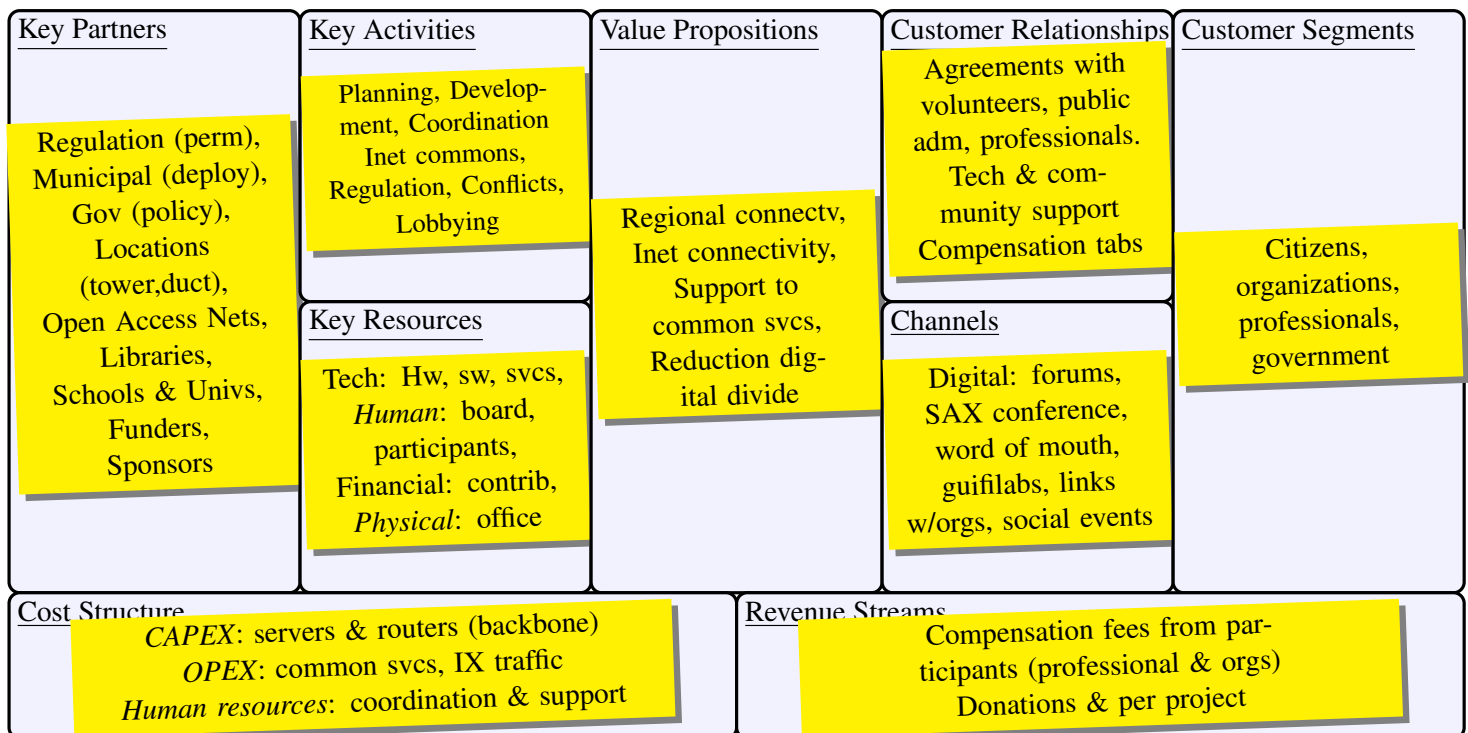 Key Partners
Regulation (perm),
Municipal (deploy),
Gov (policy),
Locations
(tower,duct),
Open Access Nets,
Libraries,
Schools & Univs,
Funders,
Sponsors
Key Activities
Planning, Develop-
ment, Coordination
Inet commons,
Regulation, Conflicts,
Lobbying
Key Resources
Tech: Hw, sw, svcs,
Human: board,
participants,
Financial: contrib,
Physical: office
Value Propositions
Regional connectv,
Inet connectivity,
Support to
common svcs,
Reduction dig-
ital divide
Customer Relationships
Agreements with
volunteers, public
adm, professionals.
Tech & com-
munity support
Compensation tabs
Channels
Digital: forums,
SAX conference,
word of mouth,
guifilabs, links
w/orgs, social events
Customer Segments
Citizens,
organizations,
professionals,
government
Cost Structure
CAPEX: servers & routers (backbone)
OPEX: common svcs, IX traffic
Human resources: coordination & support
Revenue Streams
Compensation fees from par-
ticipants (professional & orgs)
Donations & per project